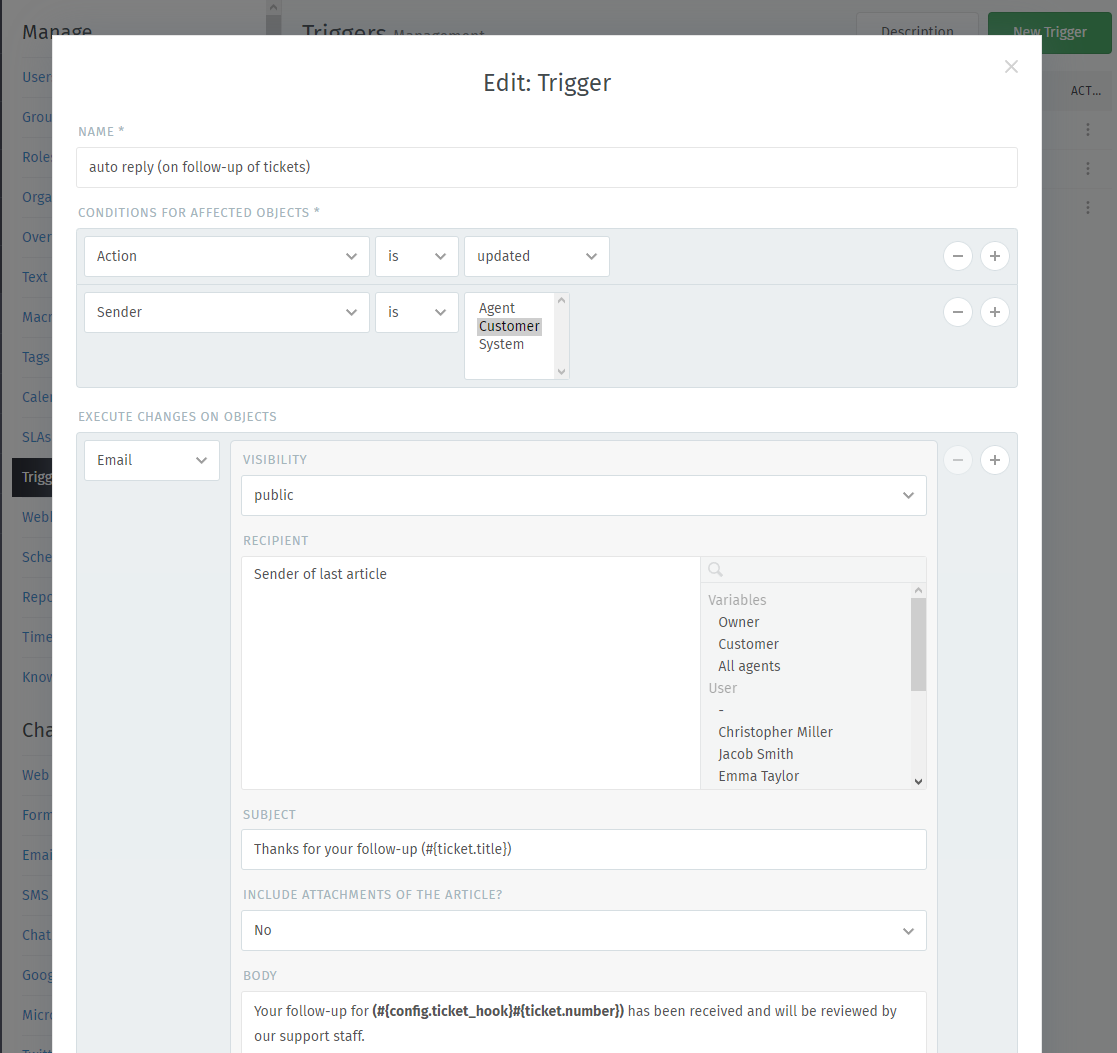 Manage
Triggers Management
Description
New Trigger
User
Grou
Roles
Orga
Over
Text
Macr
Tags
Caler
SLAs
Trigg
Webl
Sche
Repo
Time
Know
Cha
Web
Form
Emai
SMS
Chat
Goog
Micro
Twitt
ACT...
Edit: Trigger
NAME *
auto reply (on follow-up of tickets)
CONDITIONS FOR AFFECTED OBJECTS *
Action is updated
Sender is
Agent
Customer
System
EXECUTE CHANGES ON OBJECTS
Email
VISIBILITY
public
RECIPIENT
Sender of last article
Variables
Owner
Customer
All agents
User
-
Christopher Miller
Jacob Smith
Emma Taylor
SUBJECT
Thanks for your follow-up (#{ticket.title})
INCLUDE ATTACHMENTS OF THE ARTICLE?
No
BODY
Your follow-up for (#{config.ticket_hook}#{ticket.number}) has been received and will be reviewed by
our support staff.